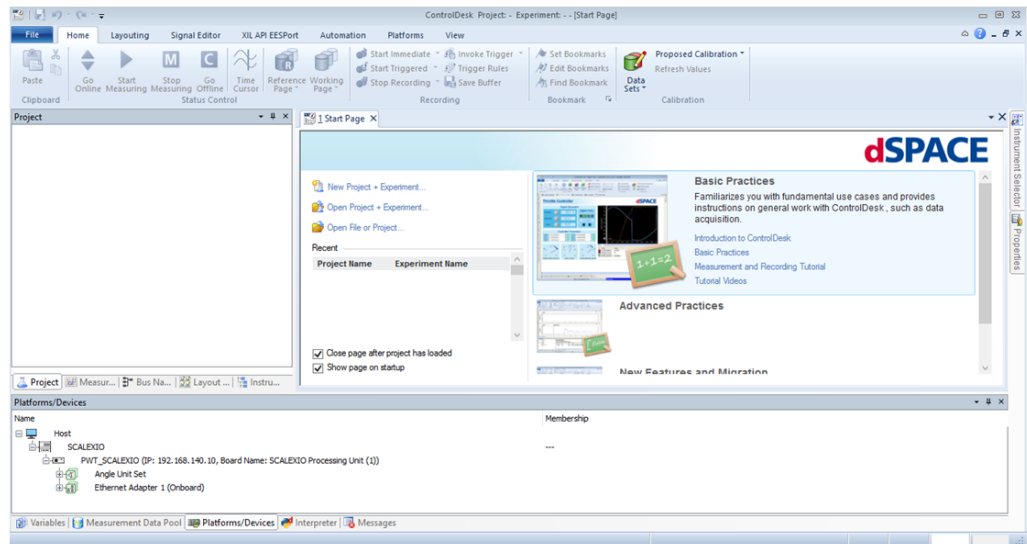 ControlDesk Project: - Experiment: - - [Start Page]
File Home Layouting Signal Editor XIL API EESPort Automation Platforms View
Paste
Clipboard
Go Online
Start Measuring
Stop Measuring
Go Offline
Status Control
Time Cursor
Reference Page
Working Page
Start Immediate
Start Triggered
Stop Recording
Invoke Trigger
Trigger Rules
Save Buffer
Recording
Set Bookmarks
Edit Bookmarks
Find Bookmark
Bookmark
Data Sets
Proposed Calibration
Refresh Values
Calibration
Project
1 Start Page
dSPACE
New Project + Experiment...
Open Project + Experiment...
Open File or Project...
Recent
Project Name Experiment Name
Close page after project has loaded
Show page on startup
1+1=2
Basic Practices
Familiarizes you with fundamental use cases and provides
instructions on general work with ControlDesk , such as data
acquisition.
Introduction to ControlDesk
Basic Practices
Measurement and Recording Tutorial
Tutorial Videos
Advanced Practices
New Features and Migration
Instrument Selector
Properties
Project Measur... Bus Na... Layout ... Instru...
Platforms/Devices
Name Membership
Host
SCALEXIO ---
PWT_SCALEXIO (IP: 192.168.140.10, Board Name: SCALEXIO Processing Unit (1))
Angle Unit Set
Ethernet Adapter 1 (Onboard)
Variables Measurement Data Pool Platforms/Devices Interpreter Messages